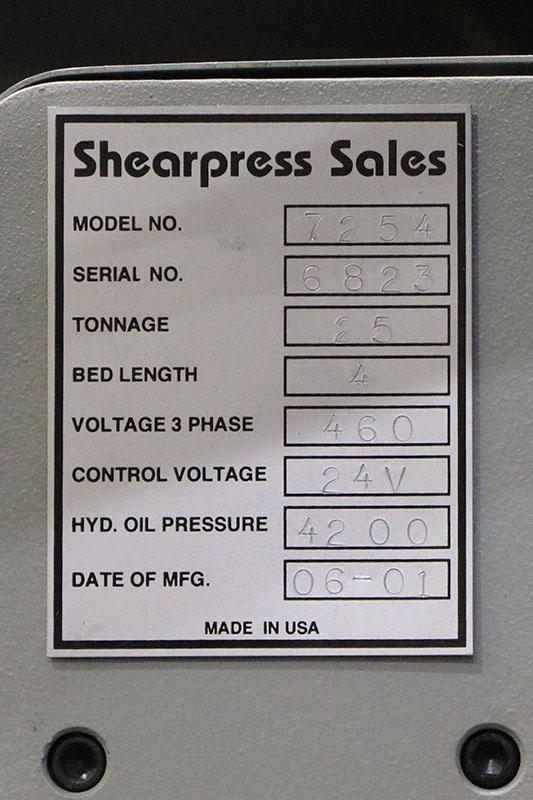 Shearpress Sales
MODEL NO. 7254
SERIAL NO. 6823
TONNAGE 25
BED LENGTH 4
VOLTAGE 3 PHASE 460
CONTROL VOLTAGE 24V
HYD. OIL PRESSURE 4200
DATE OF MFG. 06-01
MADE IN USA